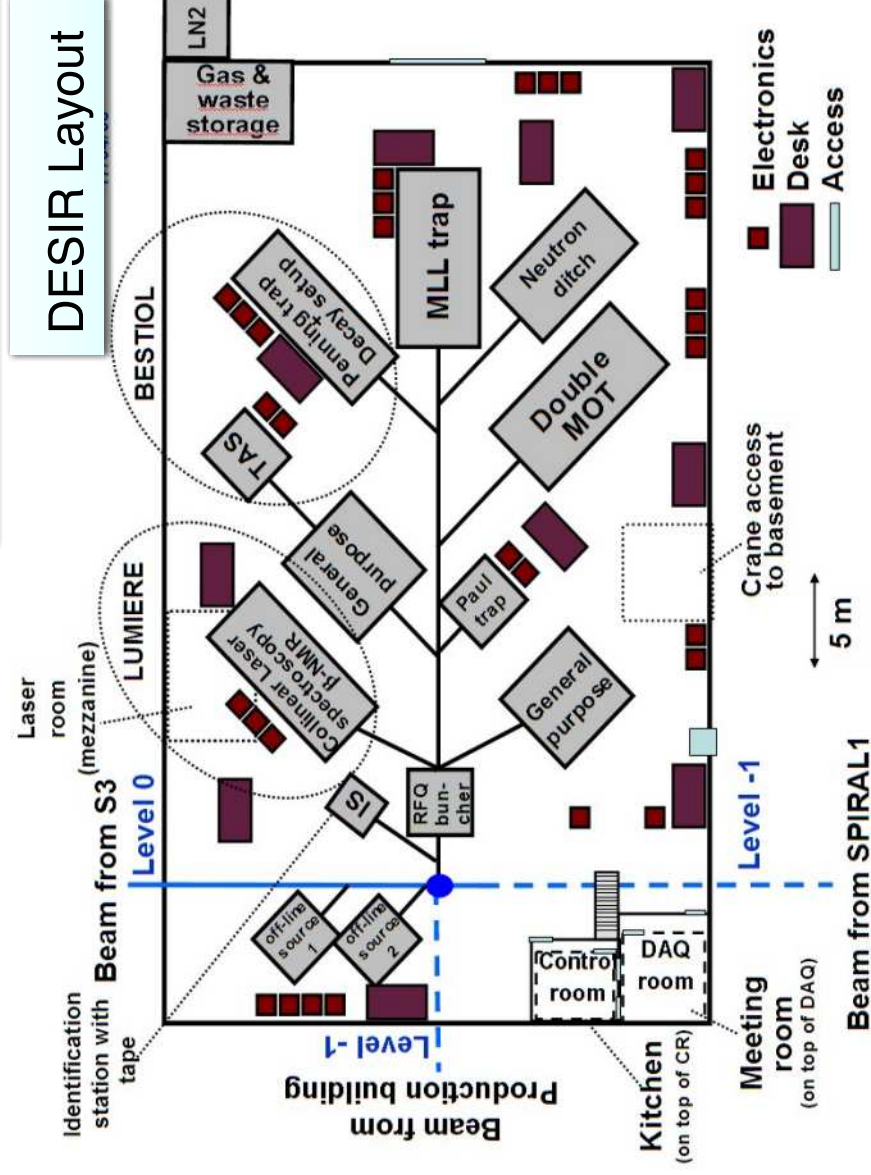 DESIR Layout
LN2
Gas &
waste
storage
BESTIOL
LUMIERE
Laser
room
(mezzanine)
Beam from S3
Level 0
Identification
station with
tape
Penning trap
+
Decay setup
TAS
General
purpose
Collinear Laser
spectroscopy
β-NMR
IS
MLL trap
Neutron
ditch
Double
MOT
Paul
trap
General
purpose
RFQ
bun-
cher
off-line
source
1
off-line
source
2
Level -1
Beam from
Production building
Control
room
DAQ
room
Kitchen
(on top of CR)
Meeting
room
(on top of DAQ)
Level -1
Beam from SPIRAL1
Crane access
to basement
5 m
Electronics
Desk
Access